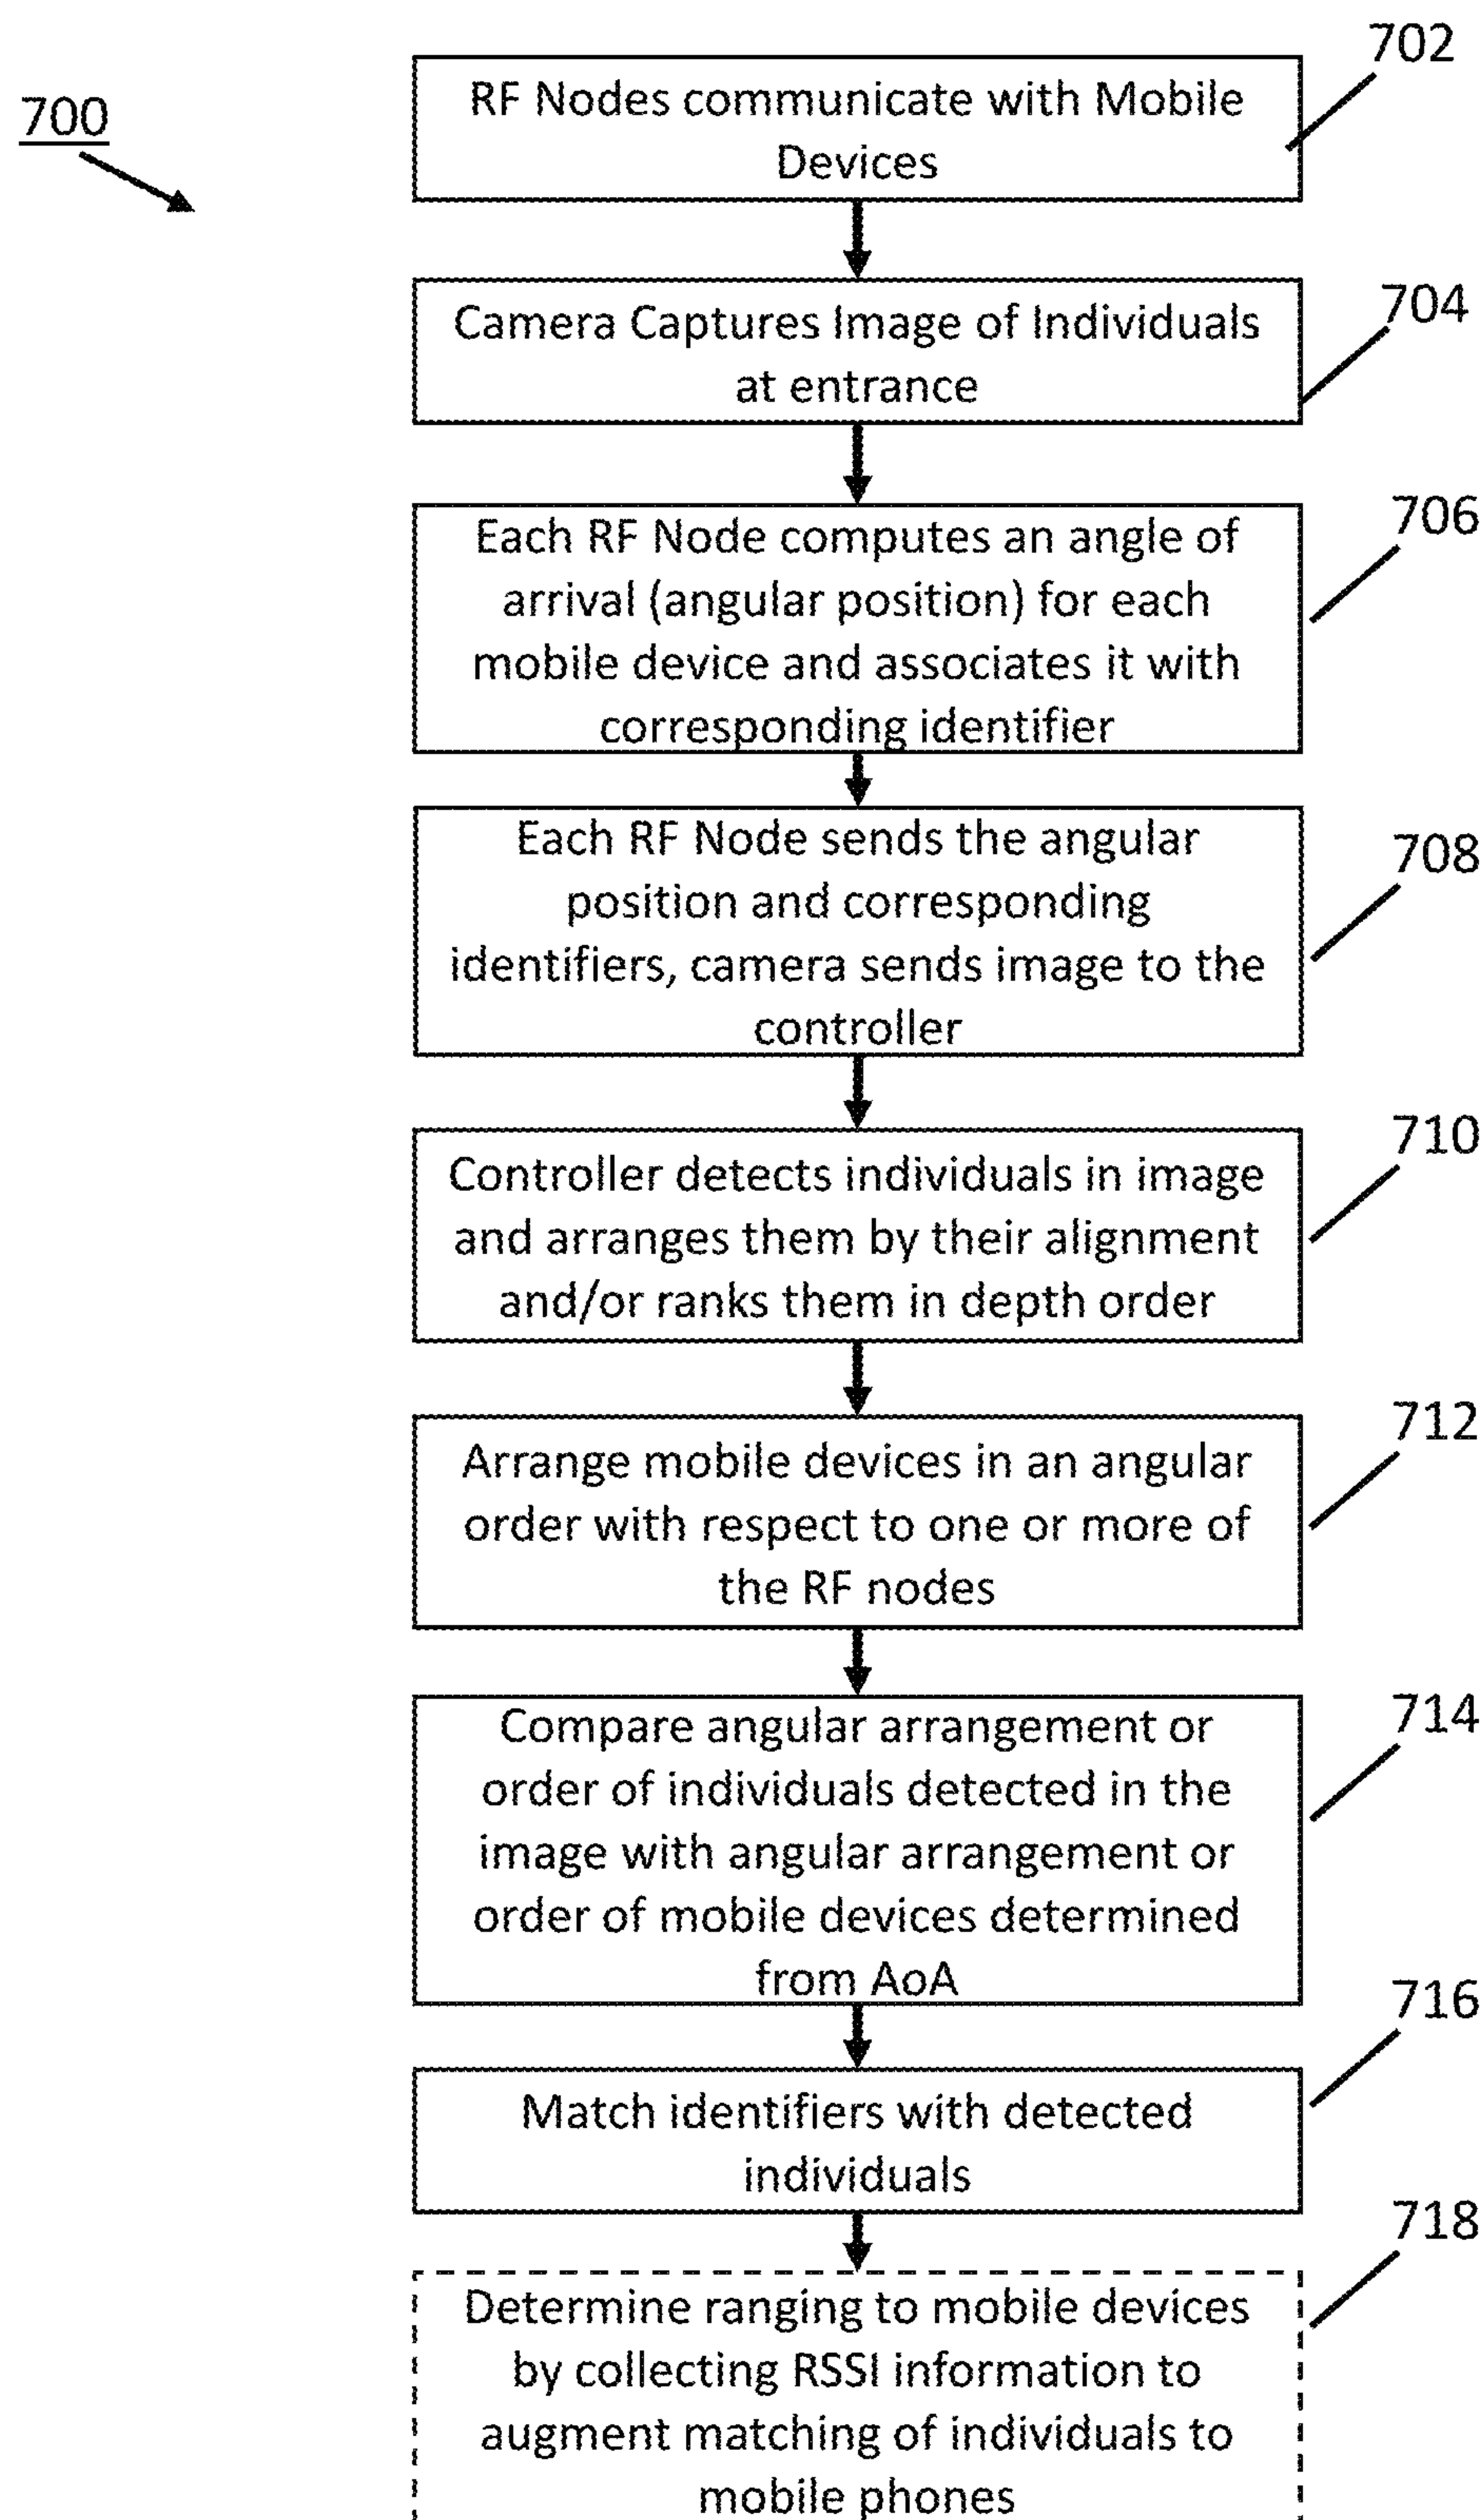 700
702
RF Nodes communicate with Mobile
Devices
704
Camera Captures Image of Individuals
at entrance
706
Each RF Node computes an angle of
arrival (angular position) for each
mobile device and associates it with
corresponding identifier
708
Each RF Node sends the angular
position and corresponding
identifiers, camera sends image to the
controller
710
Controller detects individuals in image
and arranges them by their alignment
and/or ranks them in depth order
712
Arrange mobile devices in an angular
order with respect to one or more of
the RF nodes
714
Compare angular arrangement or
order of individuals detected in the
image with angular arrangement or
order of mobile devices determined
from AoA
716
Match identifiers with detected
individuals
718
Determine ranging to mobile devices
by collecting RSSI information to
augment matching of individuals to
mobile phones